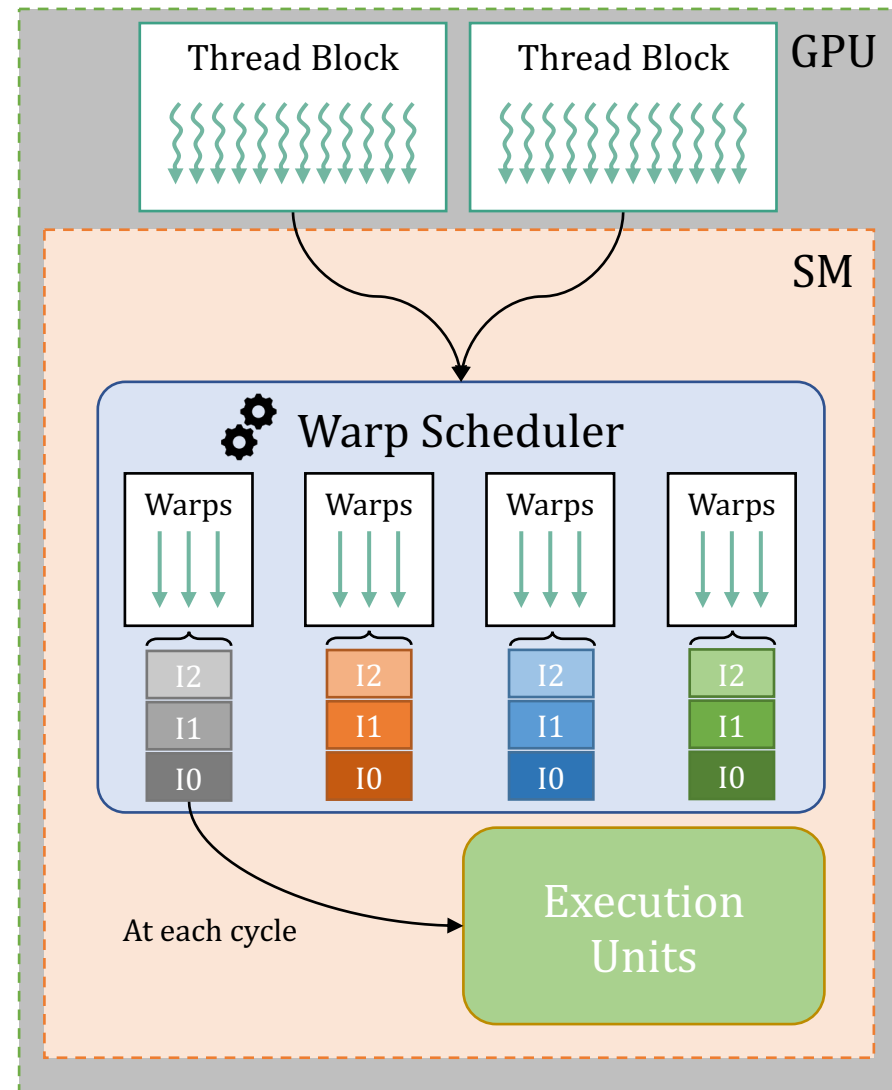 GPU
Thread Block
Thread Block
SM
Warp Scheduler
Warps
Warps
Warps
Warps
I2
I2
I2
I2
I1
I1
I1
I1
I0
I0
I0
I0
At each cycle
Execution
Units